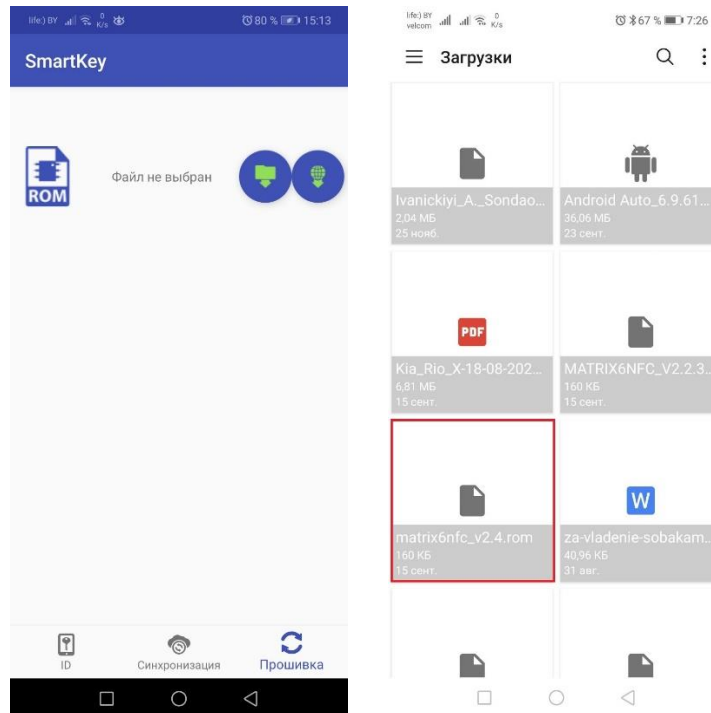 life:) BY 0 K/s 80 % 15:13
SmartKey
ROM
Файл не выбран
ID
Синхронизация
Прошивка
life:) BY
velcom
0 K/s 67 % 7:26
Загрузки
Ivanickiyi_A._Sondao...
2,04 МБ
25 нояб.
Android Auto_6.9.61...
36,06 МБ
23 сент.
PDF
Kia_Rio_X-18-08-202...
6,81 МБ
15 сент.
MATRIX6NFC_V2.2.3...
160 КБ
15 сент.
matrix6nfc_v2.4.rom
160 КБ
15 сент.
W
za-vladenie-sobakam...
40,96 КБ
31 авг.